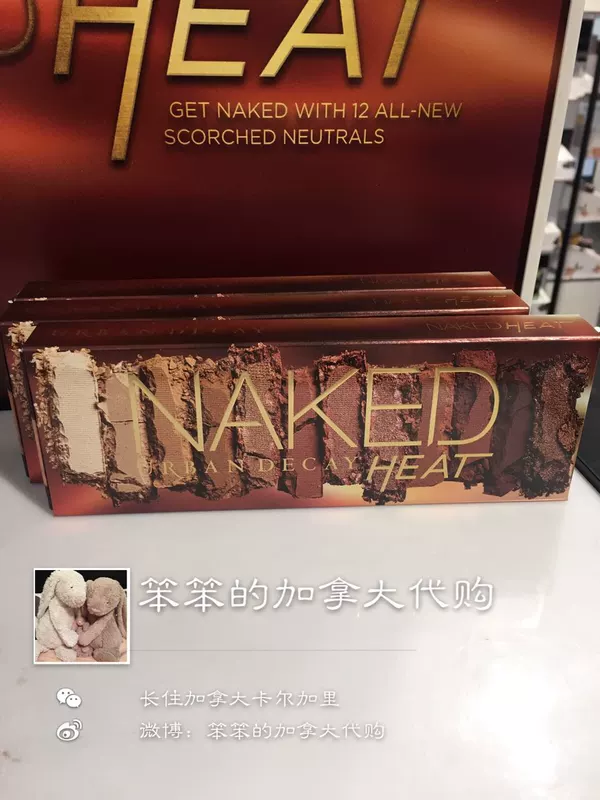 HEAT
GET NAKED WITH 12 ALL-NEW
SCORCHED NEUTRALS
URBAN DECAY
NAKED HEAT
NAKED
URBAN DECAY HEAT
笨笨的加拿大代购
长住加拿大卡尔加里
微博：笨笨的加拿大代购